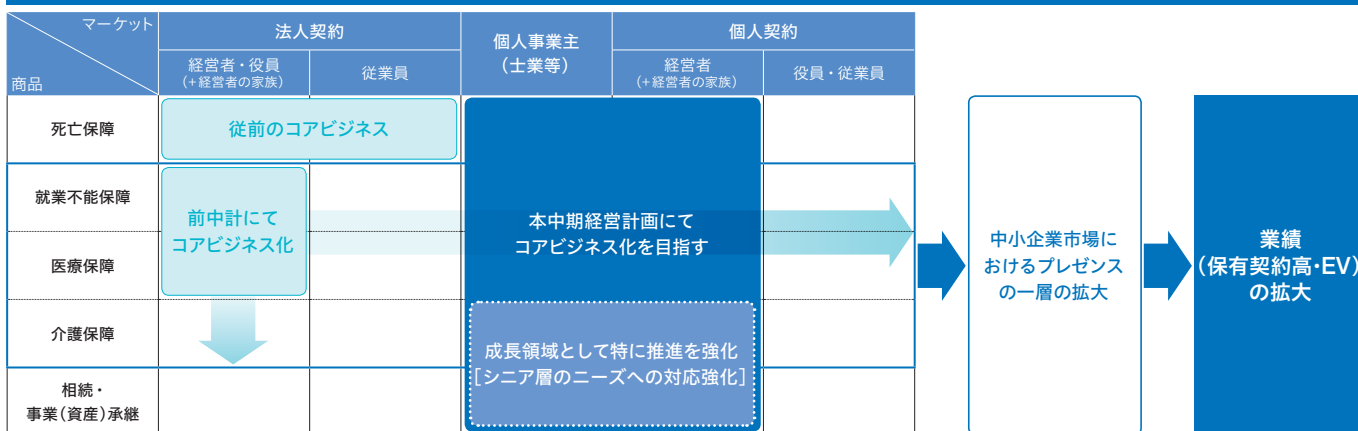 マーケット
商品
法人契約
個人事業主
(士業等)
個人契約
経営者・役員
(+経営者の家族)
従業員
経営者
(+経営者の家族)
役員・従業員
死亡保障
従前のコアビジネス
就業不能保障
医療保障
前中計にて
コアビジネス化
本中期経営計画にて
コアビジネス化を目指す
介護保障
成長領域として特に推進を強化
[シニア層のニーズへの対応強化]
相続・
事業(資産)承継
中小企業市場に
おけるプレゼンス
の一層の拡大
業績
(保有契約高・EV)
の拡大